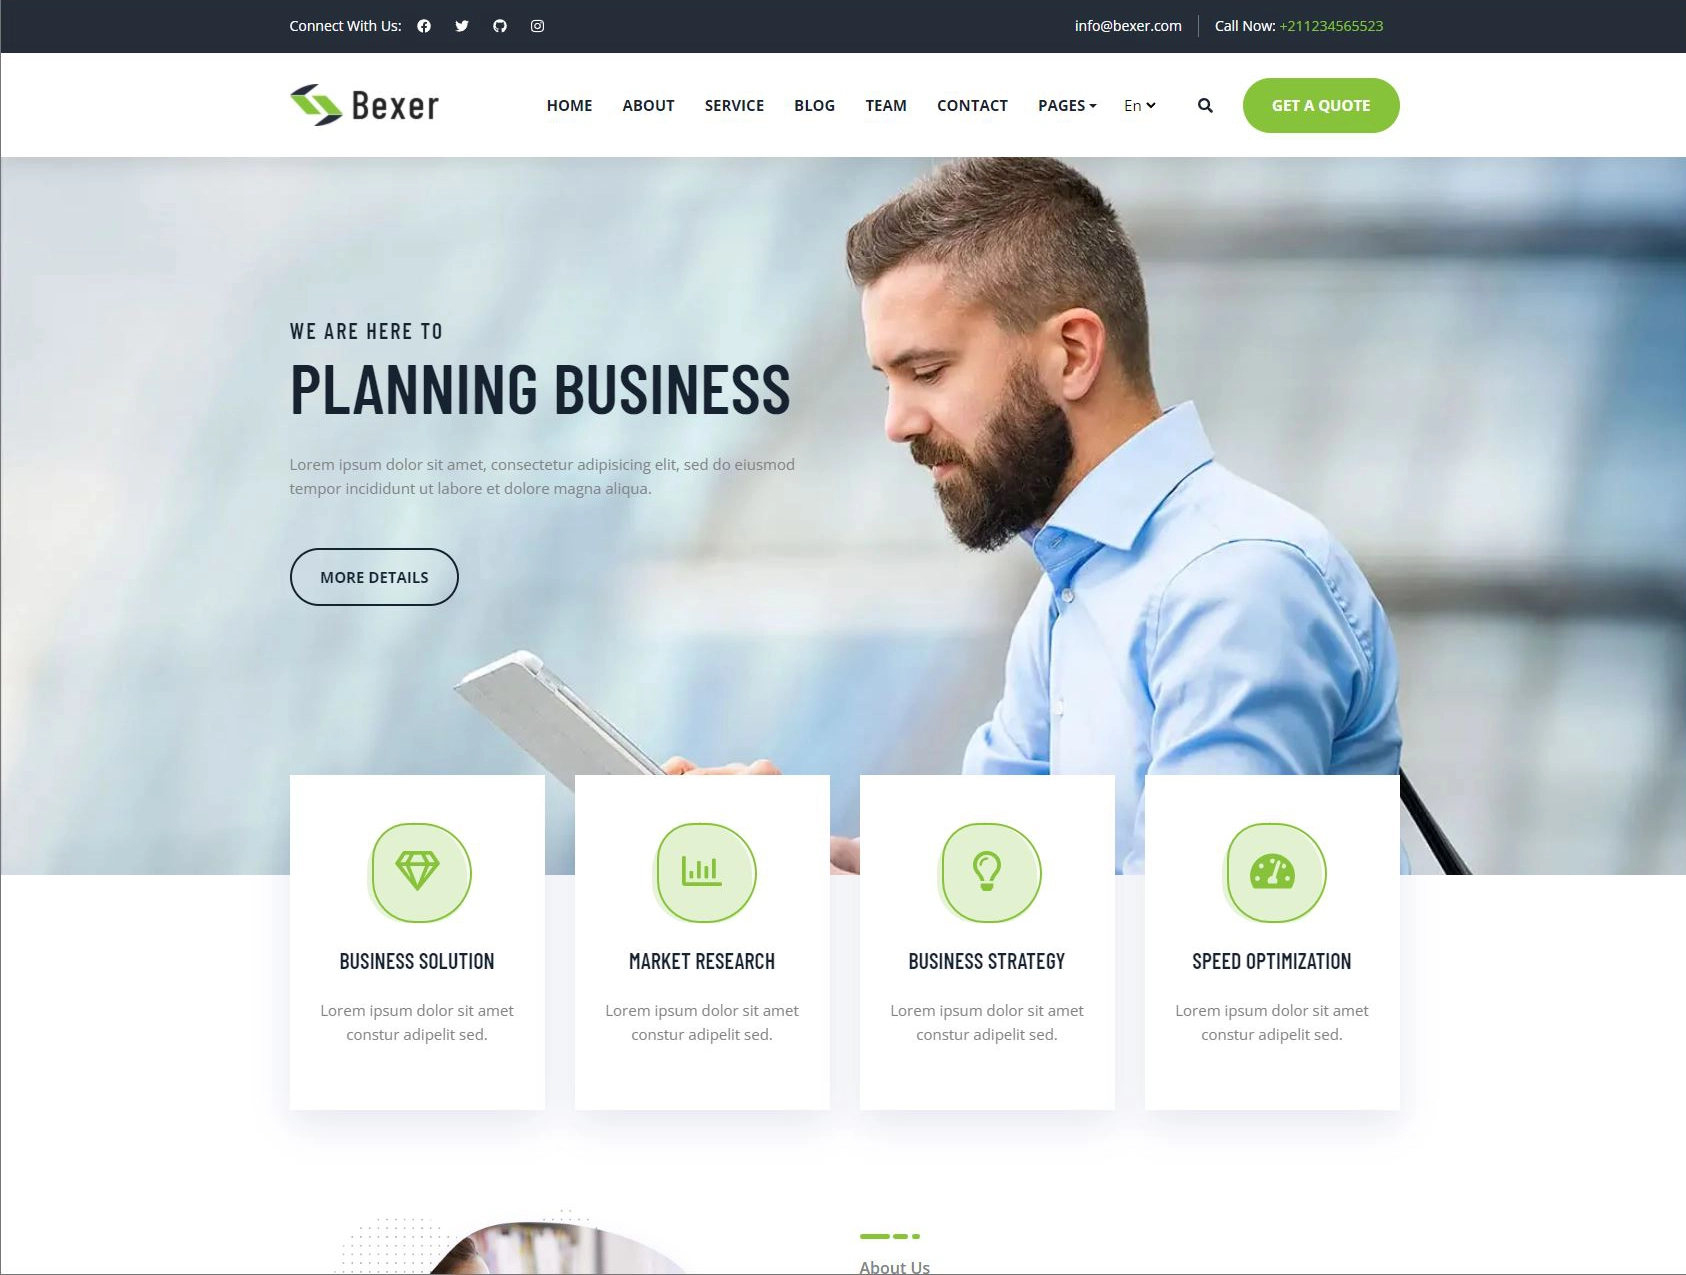 Connect With Us:
info@bexer.com
Call Now: +211234565523
Bexer
HOME ABOUT SERVICE BLOG TEAM CONTACT PAGES En GET A QUOTE
WE ARE HERE TO
PLANNING BUSINESS
Lorem ipsum dolor sit amet, consectetur adipisicing elit, sed do eiusmod
tempor incididunt ut labore et dolore magna aliqua.
MORE DETAILS
BUSINESS SOLUTION
Lorem ipsum dolor sit amet
constur adipelit sed.
MARKET RESEARCH
Lorem ipsum dolor sit amet
constur adipelit sed.
BUSINESS STRATEGY
Lorem ipsum dolor sit amet
constur adipelit sed.
SPEED OPTIMIZATION
Lorem ipsum dolor sit amet
constur adipelit sed.
About Us